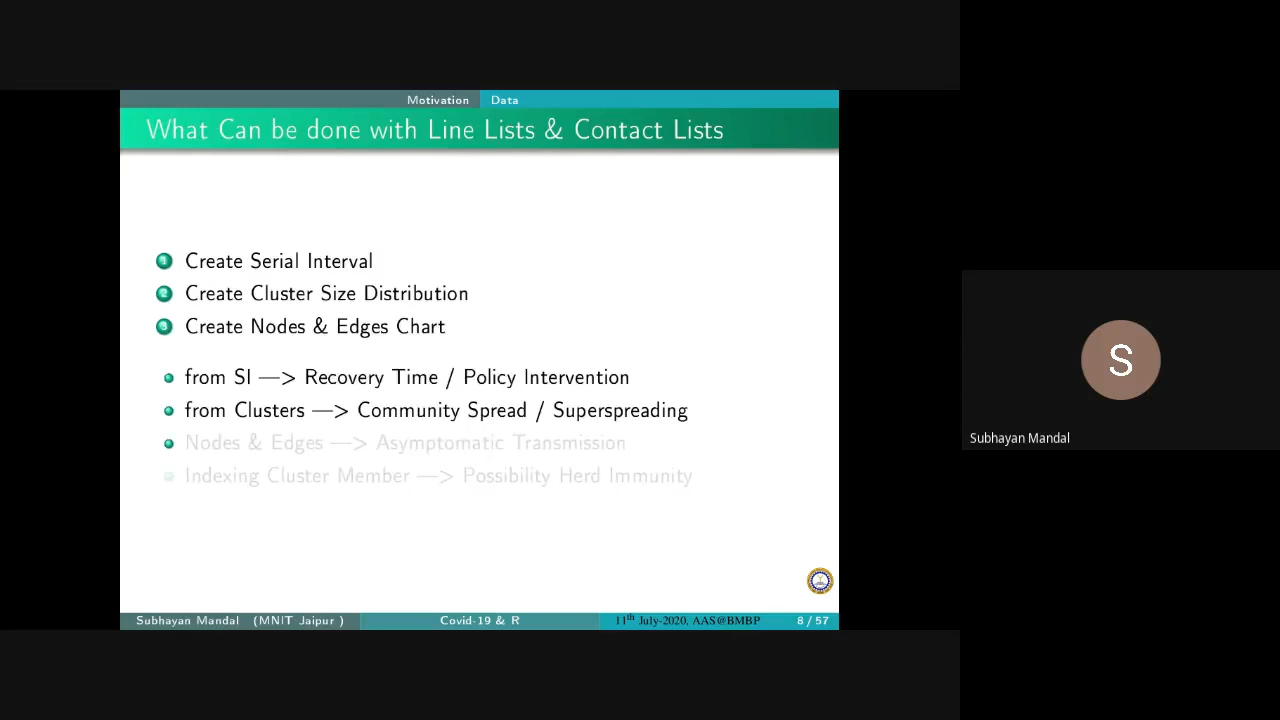 Motivation Data
What Can be done with Line Lists & Contact Lists
1 Create Serial Interval
2 Create Cluster Size Distribution
3 Create Nodes & Edges Chart
from SI —> Recovery Time / Policy Intervention
from Clusters —> Community Spread / Superspreading
Nodes & Edges —> Asymptomatic Transmission
Indexing Cluster Member —> Possibility Herd Immunity
Subhayan Mandal (MNIT Jaipur ) Covid-19 & R 11th July-2020, AAS@BMBP 8 / 57
S
Subhayan Mandal